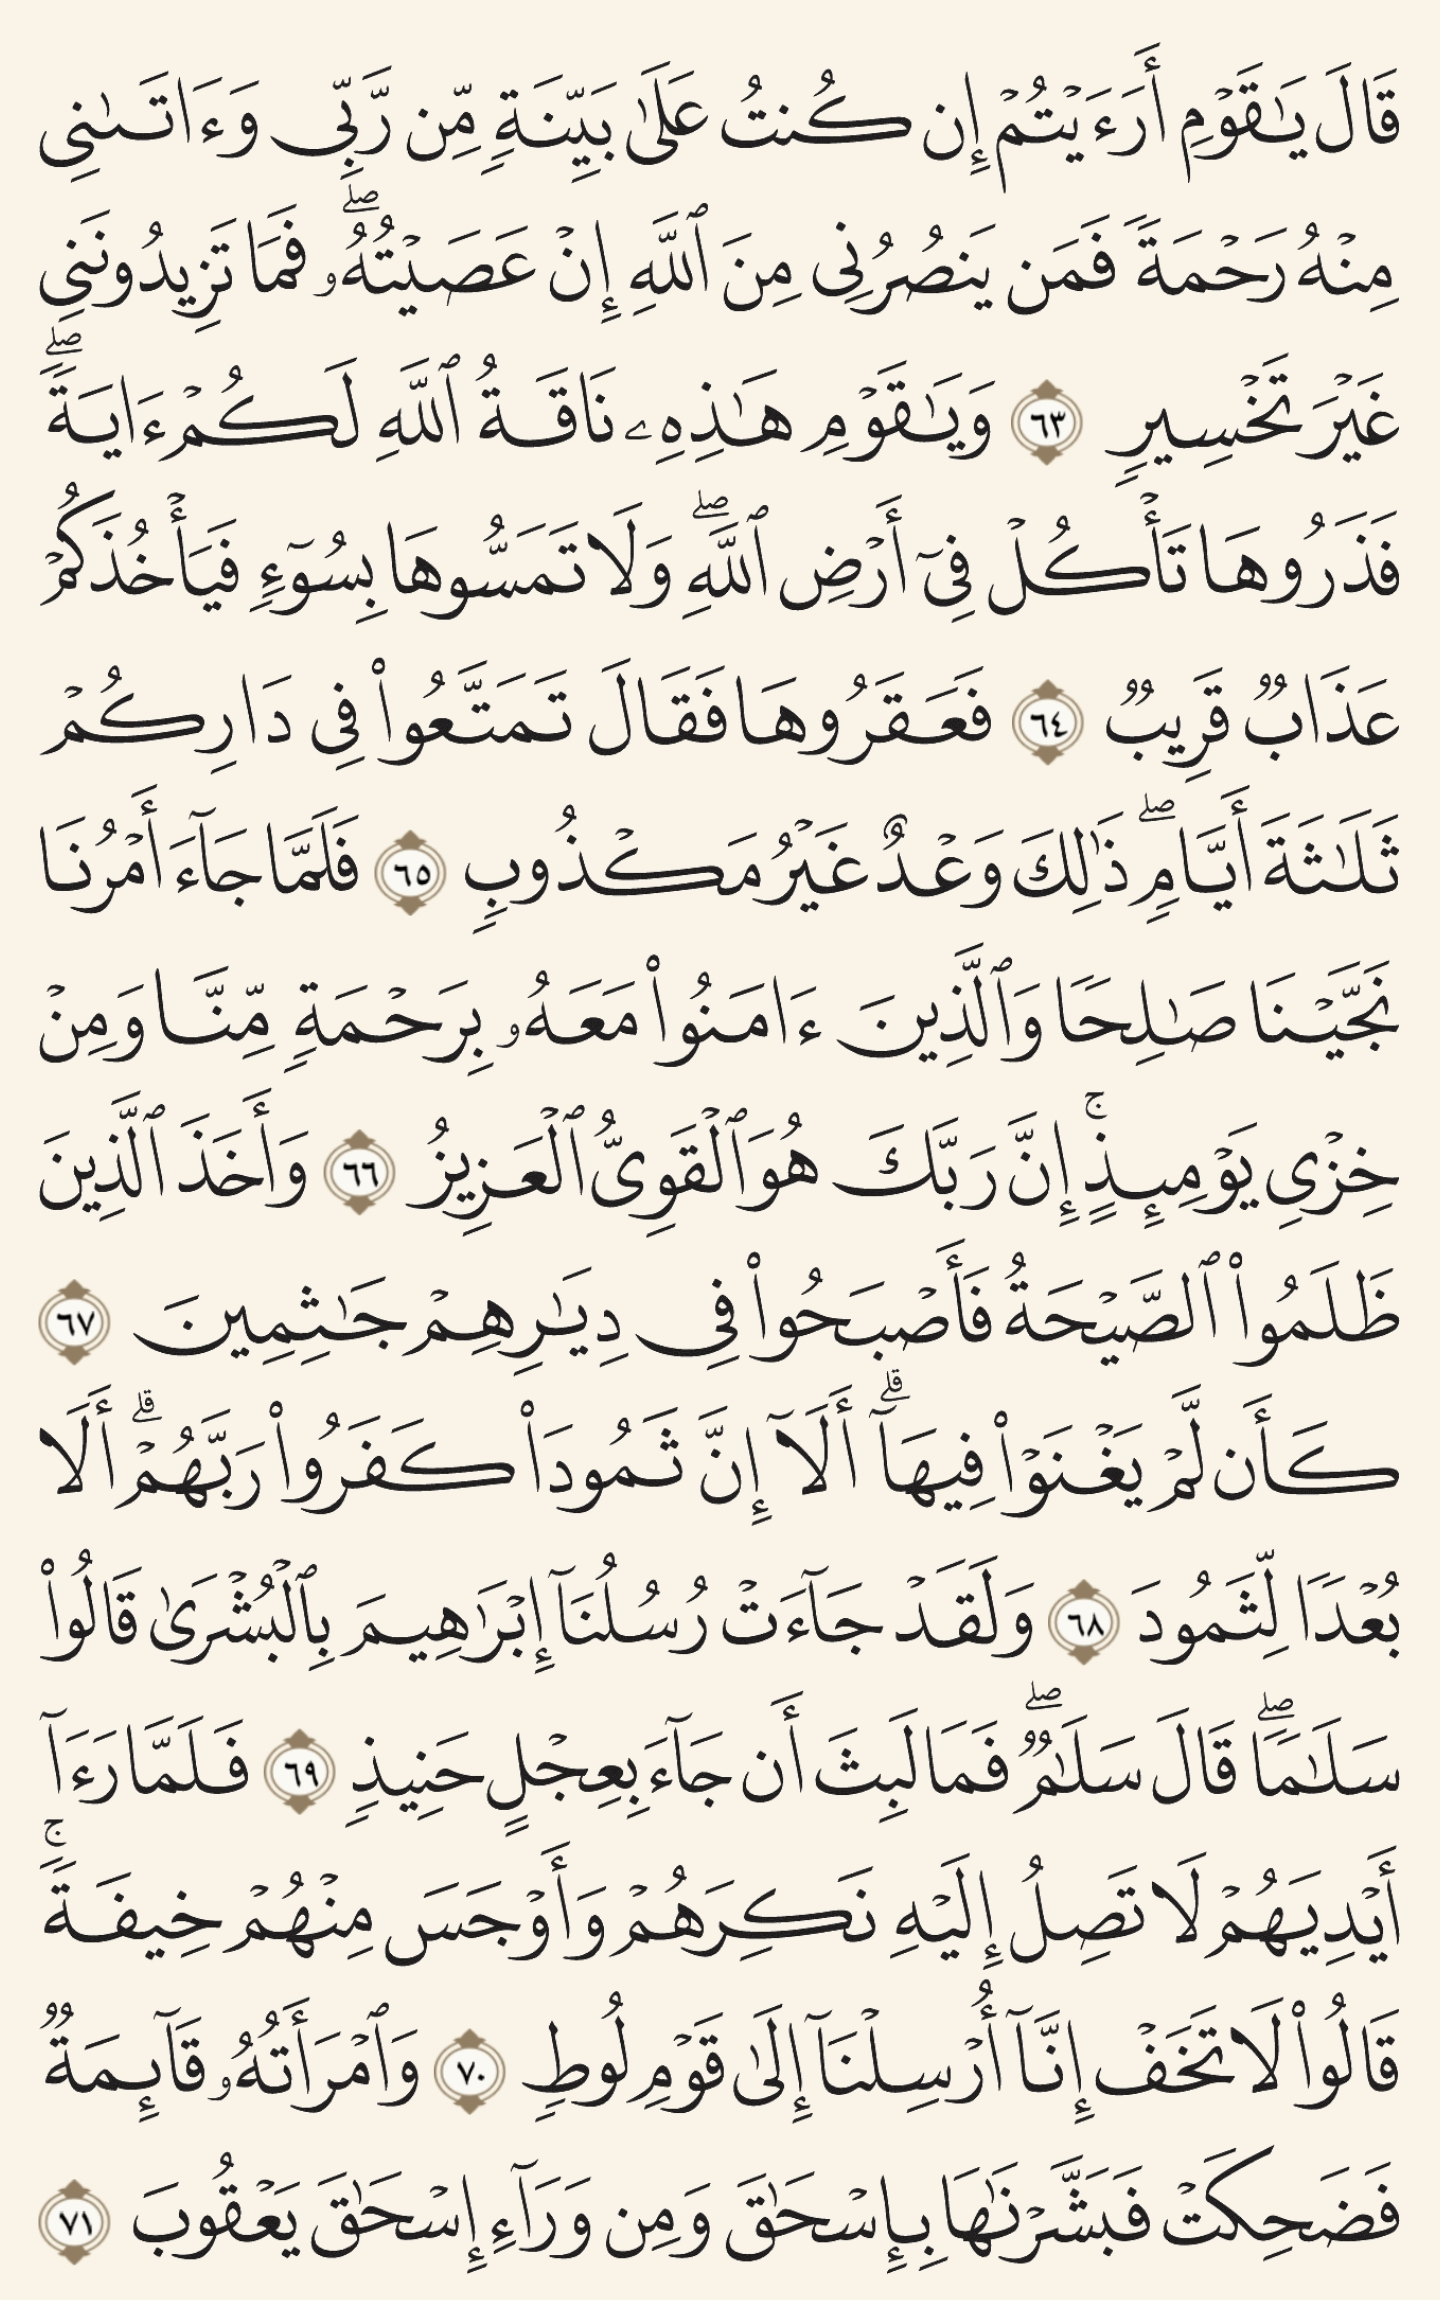 قَالَ يَـٰقَوْمِ أَرَءَيْتُمْ إِن كُنتُ عَلَىٰ بَيِّنَةٍ مِّن رَّبِّى وَءَاتَىٰنِى
مِنْهُ رَحْمَةً فَمَن يَنصُرُنِى مِنَ ٱللَّهِ إِنْ عَصَيْتُهُۥ ۖ فَمَا تَزِيدُونَنِى
غَيْرَ تَخْسِيرٍ ٦٣ وَيَـٰقَوْمِ هَـٰذِهِۦ نَاقَةُ ٱللَّهِ لَكُمْ ءَايَةً ۖ
فَذَرُوهَا تَأْكُلْ فِىٓ أَرْضِ ٱللَّهِ ۖ وَلَا تَمَسُّوهَا بِسُوٓءٍ فَيَأْخُذَكُمْ
عَذَابٌ قَرِيبٌ ٦٤ فَعَقَرُوهَا فَقَالَ تَمَتَّعُوا۟ فِى دَارِكُمْ
ثَلَـٰثَةَ أَيَّامٍ ۖ ذَٰلِكَ وَعْدٌ غَيْرُ مَكْذُوبٍ ٦٥ فَلَمَّا جَآءَ أَمْرُنَا
نَجَّيْنَا صَـٰلِحًا وَٱلَّذِينَ ءَامَنُوا۟ مَعَهُۥ بِرَحْمَةٍ مِّنَّا وَمِنْ
خِزْىِ يَوْمِئِذٍ ۚ إِنَّ رَبَّكَ هُوَ ٱلْقَوِىُّ ٱلْعَزِيزُ ٦٦ وَأَخَذَ ٱلَّذِينَ
ظَلَمُوا۟ ٱلصَّيْحَةُ فَأَصْبَحُوا۟ فِى دِيَـٰرِهِمْ جَـٰثِمِينَ ٦٧
كَأَن لَّمْ يَغْنَوْا۟ فِيهَآ ۗ أَلَآ إِنَّ ثَمُودَا۟ كَفَرُوا۟ رَبَّهُمْ ۗ أَلَا
بُعْدًا لِّثَمُودَ ٦٨ وَلَقَدْ جَآءَتْ رُسُلُنَآ إِبْرَٰهِيمَ بِٱلْبُشْرَىٰ قَالُوا۟
سَلَـٰمًا ۖ قَالَ سَلَـٰمٌ ۖ فَمَا لَبِثَ أَن جَآءَ بِعِجْلٍ حَنِيذٍ ٦٩ فَلَمَّا رَءَآ
أَيْدِيَهُمْ لَا تَصِلُ إِلَيْهِ نَكِرَهُمْ وَأَوْجَسَ مِنْهُمْ خِيفَةً ۚ
قَالُوا۟ لَا تَخَفْ إِنَّآ أُرْسِلْنَآ إِلَىٰ قَوْمِ لُوطٍ ٧٠ وَٱمْرَأَتُهُۥ قَآئِمَةٌ
فَضَحِكَتْ فَبَشَّرْنَـٰهَا بِإِسْحَـٰقَ وَمِن وَرَآءِ إِسْحَـٰقَ يَعْقُوبَ ٧١